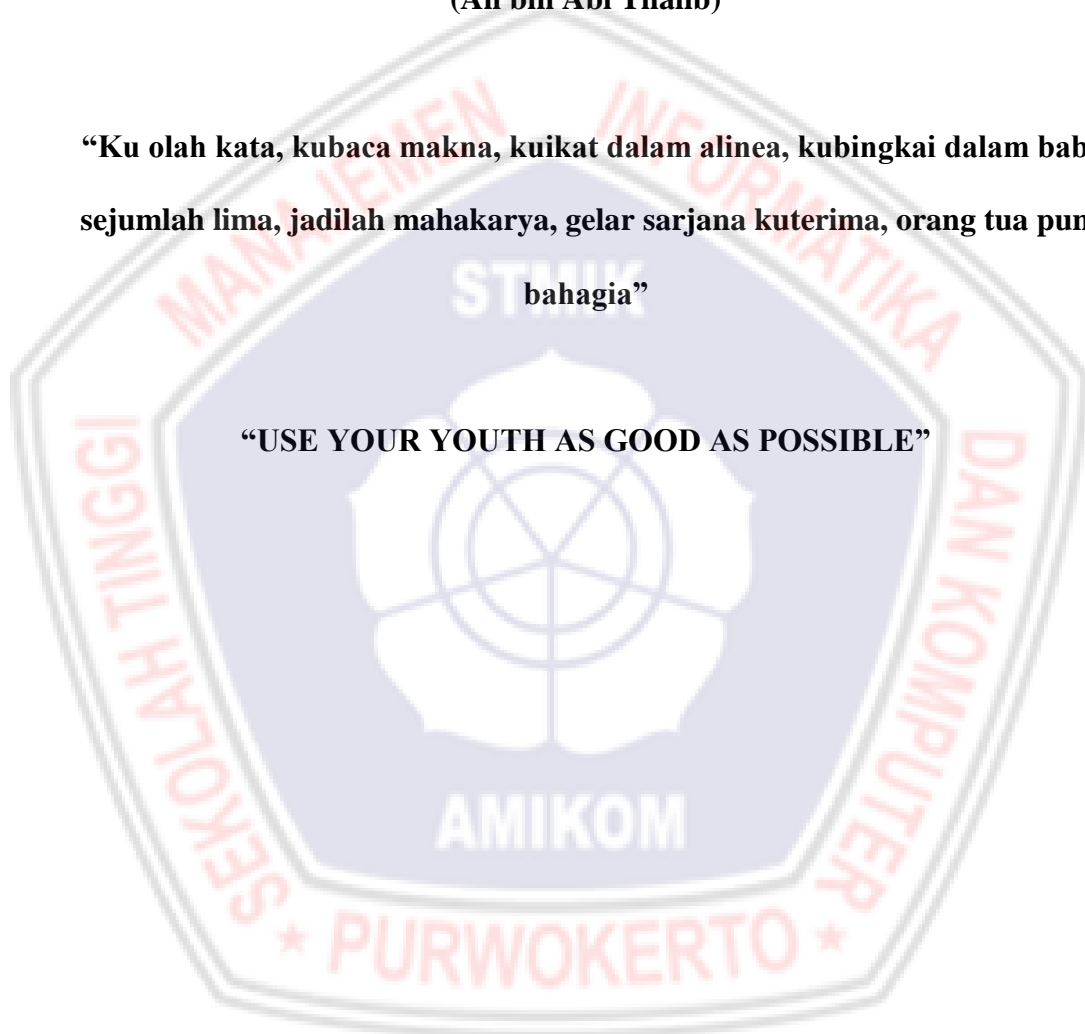 (Ali bin Abi Thalib)
“Ku olah kata, kubaca makna, kuikat dalam alinea, kubingkai dalam bab
sejumlah lima, jadilah mahakarya, gelar sarjana kuterima, orang tua pun
bahagia”
“USE YOUR YOUTH AS GOOD AS POSSIBLE”
SEKOLAH TINGGI MANAJEMEN INFORMATIKA DAN KOMPUTER
STMIK
AMIKOM
* PURWOKERTO *